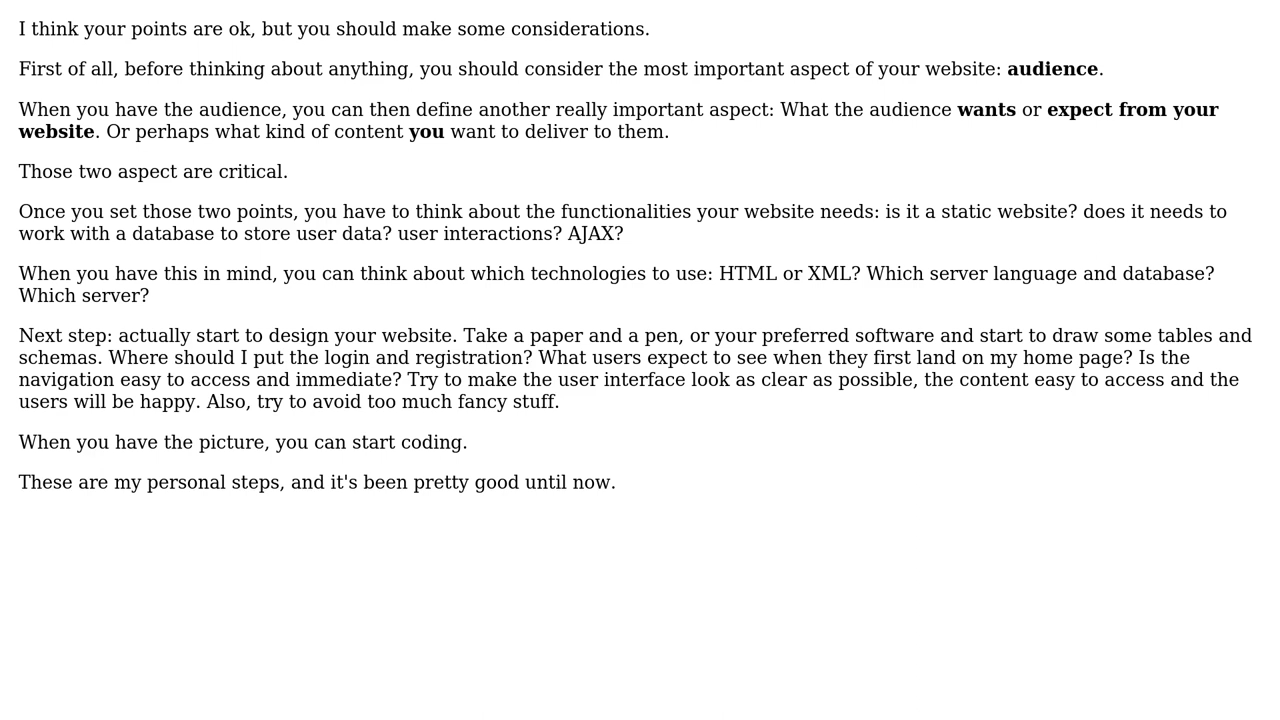 I think your points are ok, but you should make some considerations.
First of all, before thinking about anything, you should consider the most important aspect of your website: audience.
When you have the audience, you can then define another really important aspect: What the audience wants or expect from your
website. Or perhaps what kind of content you want to deliver to them.
Those two aspect are critical.
Once you set those two points, you have to think about the functionalities your website needs: is it a static website? does it needs to
work with a database to store user data? user interactions? AJAX?
When you have this in mind, you can think about which technologies to use: HTML or XML? Which server language and database?
Which server?
Next step: actually start to design your website. Take a paper and a pen, or your preferred software and start to draw some tables and
schemas. Where should I put the login and registration? What users expect to see when they first land on my home page? Is the
navigation easy to access and immediate? Try to make the user interface look as clear as possible, the content easy to access and the
users will be happy. Also, try to avoid too much fancy stuff.
When you have the picture, you can start coding.
These are my personal steps, and it's been pretty good until now.